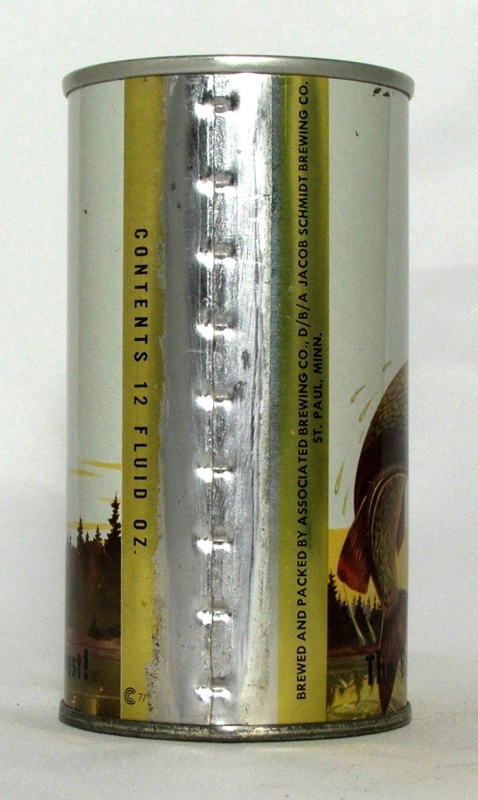 CONTENTS 12 FLUID OZ.
BREWED AND PACKED BY ASSOCIATED BREWING CO., D/B/A JACOB SCHMIDT BREWING CO.
ST. PAUL, MINN.
77